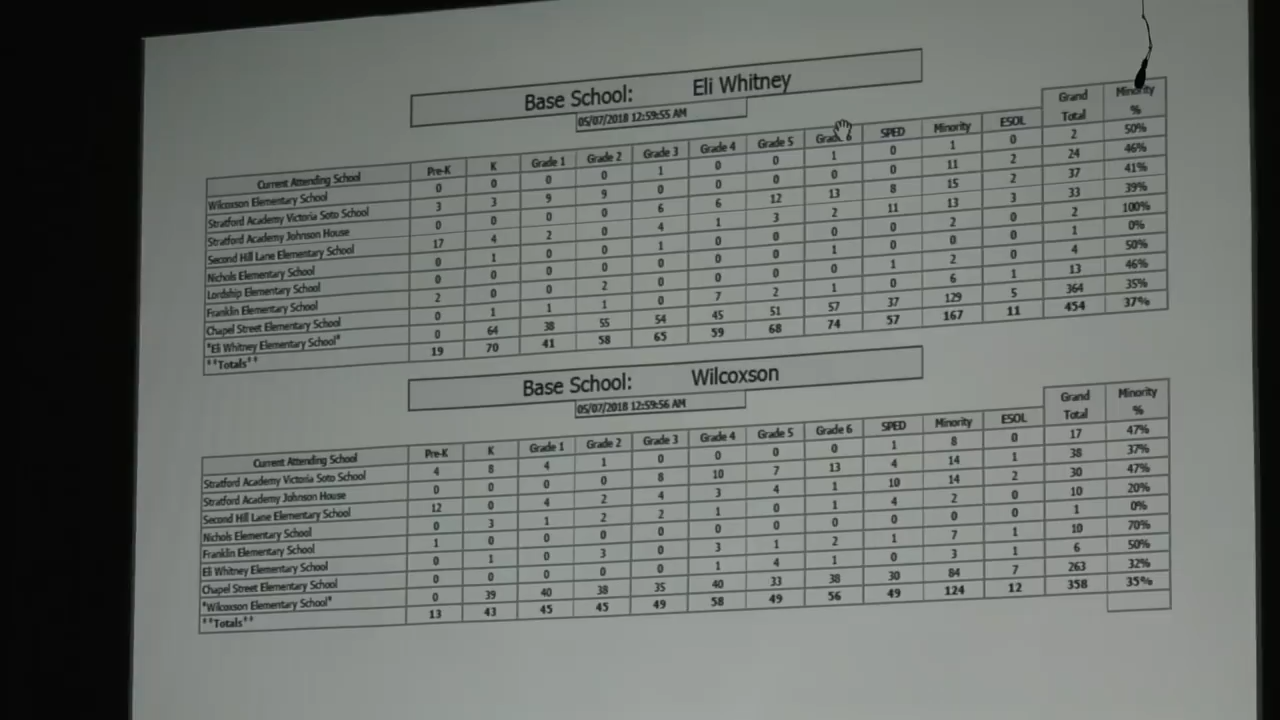 Base School: Eli Whitney
05/07/2018 12:59:55 AM
Current Attending School Pre-K K Grade 1 Grade 2 Grade 3 Grade 4 Grade 5 Grade 6 SPED Minority ESOL Grand Total Minority %
Wilcoxson Elementary School 0 0 0 0 1 0 0 1 0 1 0 2 50%
Stratford Academy Victoria Soto School 3 3 9 9 0 0 0 0 0 11 2 24 46%
Stratford Academy Johnson House 0 0 0 0 6 6 12 13 8 15 2 37 41%
Second Hill Lane Elementary School 17 4 2 0 4 1 3 2 11 13 3 33 39%
Nichols Elementary School 0 1 0 0 1 0 0 0 0 2 0 2 100%
Lordship Elementary School 0 0 0 0 0 0 0 1 0 0 0 1 0%
Franklin Elementary School 2 0 0 2 0 0 0 0 1 2 0 4 50%
Chapel Street Elementary School 0 1 1 1 0 7 2 1 0 6 1 13 46%
"Eli Whitney Elementary School" 0 64 38 55 54 45 51 57 37 129 5 364 35%
**Totals** 19 70 41 58 65 59 68 74 57 167 11 454 37%
Base School: Wilcoxson
05/07/2018 12:59:56 AM
Current Attending School Pre-K K Grade 1 Grade 2 Grade 3 Grade 4 Grade 5 Grade 6 SPED Minority ESOL Grand Total Minority %
Stratford Academy Victoria Soto School 4 8 4 1 0 0 0 0 1 8 0 17 47%
Stratford Academy Johnson House 0 0 0 0 8 10 7 13 4 14 1 38 37%
Second Hill Lane Elementary School 12 0 4 2 4 3 4 1 10 14 2 30 47%
Nichols Elementary School 0 3 1 2 2 1 0 1 4 2 0 10 20%
Franklin Elementary School 1 0 0 0 0 0 0 0 0 0 0 1 0%
Eli Whitney Elementary School 0 1 0 3 0 3 1 2 1 7 1 10 70%
Chapel Street Elementary School 0 0 0 0 0 1 4 1 0 3 1 6 50%
"Wilcoxson Elementary School" 0 39 40 38 35 40 33 38 30 84 7 263 32%
**Totals** 13 43 45 45 49 58 49 56 49 124 12 358 35%